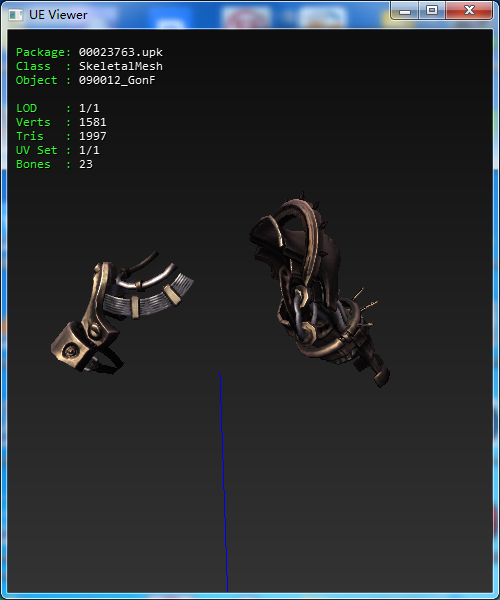 UE Viewer
Package: 00023763.upk
Class  : SkeletalMesh
Object : 090012_GonF
LOD    : 1/1
Verts  : 1581
Tris   : 1997
UV Set : 1/1
Bones  : 23